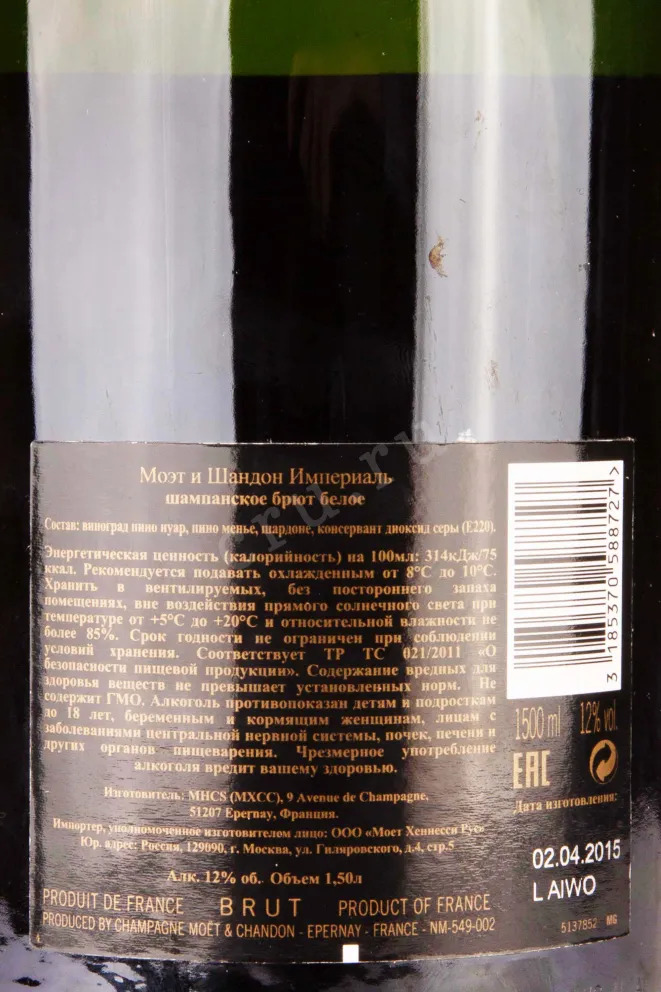 Моэт и Шандон Империаль
шампанское брют белое
Состав: виноград пино нуар, пино менье, шардоне, консервант диоксид серы (Е220).
Энергетическая ценность (калорийность) на 100мл: 314кДж/75
ккал. Рекомендуется подавать охлажденным от 8°С до 10°С.
Хранить в вентилируемых, без постороннего запаха
помещениях, вне воздействия прямого солнечного света при
температуре от +5°С до +20°С и относительной влажности не
более 85%. Срок годности не ограничен при соблюдении
условий хранения. Соответствует ТР ТС 021/2011 «О
безопасности пищевой продукции». Содержание вредных для
здоровья веществ не превышает установленных норм. Не
содержит ГМО. Алкоголь противопоказан детям и подросткам
до 18 лет, беременным и кормящим женщинам, лицам с
заболеваниями центральной нервной системы, почек, печени и
других органов пищеварения. Чрезмерное употребление
алкоголя вредит вашему здоровью.
Изготовитель: MHCS (МХСС), 9 Avenue de Champagne,
51207 Epernay, Франция.
Импортер, уполномоченное изготовителем лицо: ООО «Моет Хеннесси Рус»
Юр. адрес: Россия, 129090, г. Москва, ул. Гиляровского, д.4, стр.5
Алк. 12% об. Объем 1,50л
PRODUIT DE FRANCE BRUT PRODUCT OF FRANCE
PRODUCED BY CHAMPAGNE MOËT & CHANDON - EPERNAY - FRANCE - NM-549-002
3 185370 588727 >
1500 ml 12% vol.
EAC
Дата изготовления:
02.04.2015
L AIWO
5137852 MG
cru.ru